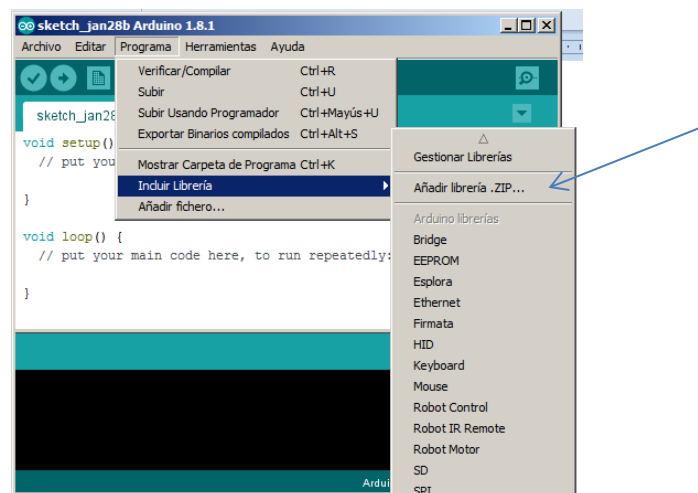 sketch_jan28b Arduino 1.8.1
Archivo Editar Programa Herramientas Ayuda
Verificar/Compilar Ctrl+R
Subir Ctrl+U
Subir Usando Programador Ctrl+Mayús+U
Exportar Binarios compilados Ctrl+Alt+S
Mostrar Carpeta de Programa Ctrl+K
Incluir Librería
Añadir fichero...
sketch_jan28
void setup()
// put you
}
void loop() {
// put your main code here, to run repeatedly:
}
Gestionar Librerías
Añadir librería .ZIP...
Arduino librerías
Bridge
EEPROM
Esplora
Ethernet
Firmata
HID
Keyboard
Mouse
Robot Control
Robot IR Remote
Robot Motor
SD
SPI
Ardui